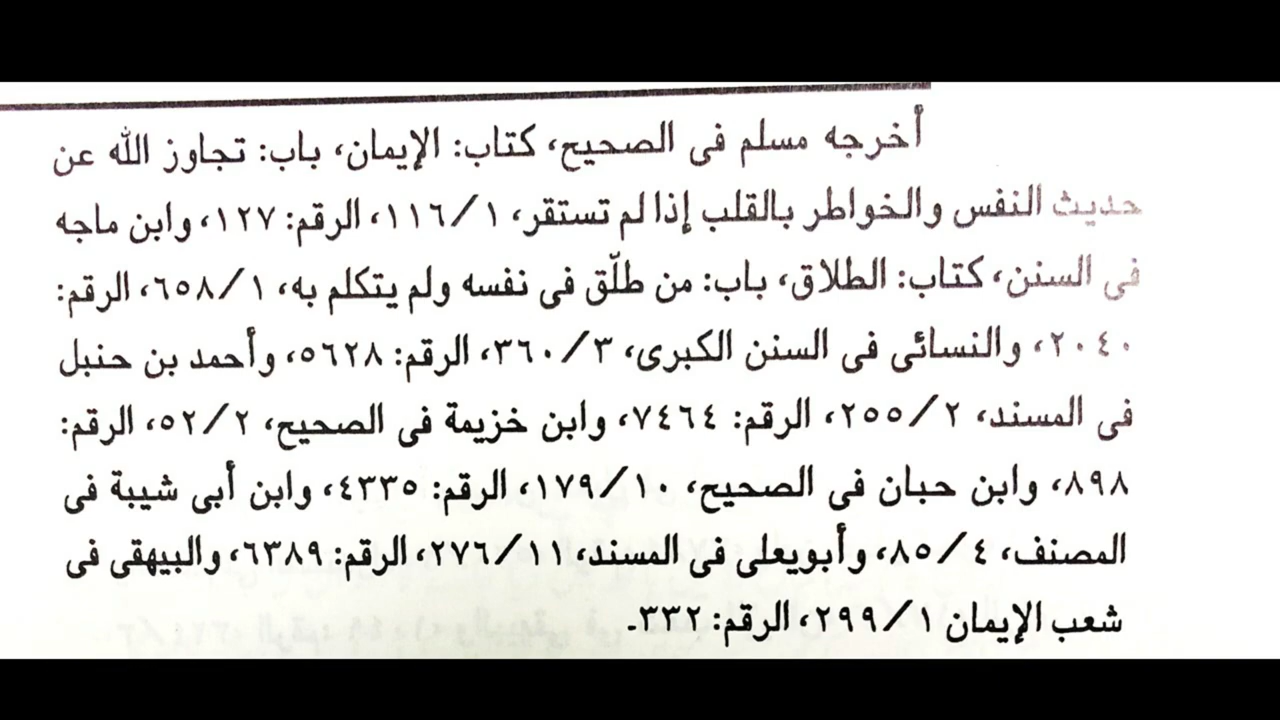 أخرجه مسلم فى الصحيح، كتاب: الإيمان، باب: تجاوز الله عن
حديث النفس والخواطر بالقلب إذا لم تستقر، ١/١١٦، الرقم: ١٢٧، وابن ماجه
فى السنن، كتاب: الطلاق، باب: من طلّق فى نفسه ولم يتكلم به، ١/٦٥٨، الرقم:
٢٠٤٠، والنسائى فى السنن الكبرى، ٣/٣٦٠، الرقم: ٥٦٢٨، وأحمد بن حنبل
فى المسند، ٢/٢٥٥، الرقم: ٧٤٦٤، وابن خزيمة فى الصحيح، ٢/٥٢، الرقم:
٨٩٨، وابن حبان فى الصحيح، ١٠/١٧٩، الرقم: ٤٣٣٥، وابن أبى شيبة فى
المصنف، ٤/٨٥، وأبويعلى فى المسند، ١١/٢٧٦، الرقم: ٦٣٨٩، والبيهقى فى
شعب الإيمان ١/٢٩٩، الرقم: ٣٣٢۔